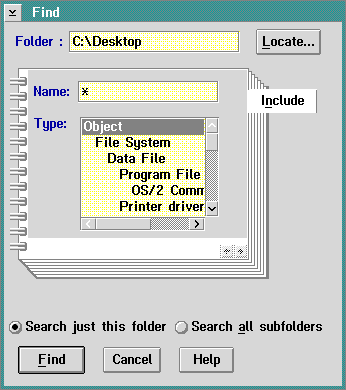 Find
Folder : C:\Desktop Locate...
Include
Name: *
Type: Object
File System
Data File
Program File
OS/2 Comm
Printer driver
Search just this folder Search all subfolders
Find Cancel Help